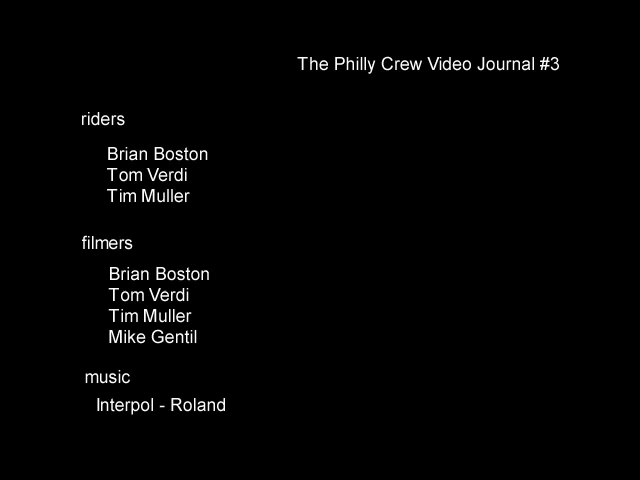 The Philly Crew Video Journal #3
riders
Brian Boston
Tom Verdi
Tim Muller
filmers
Brian Boston
Tom Verdi
Tim Muller
Mike Gentil
music
Interpol - Roland